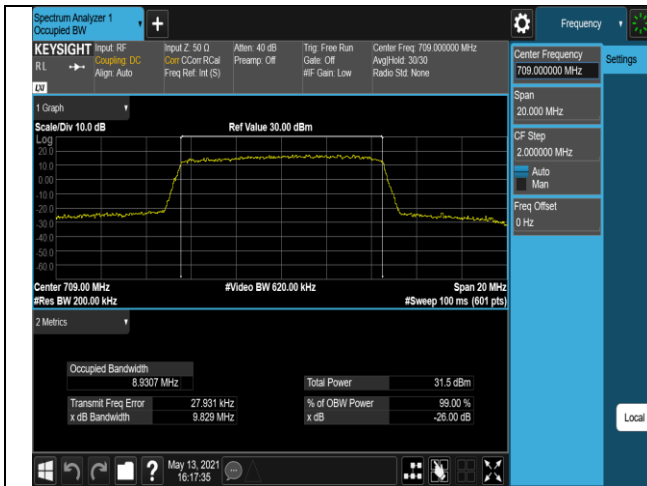 Spectrum Analyzer 1
Occupied BW
+
Frequency
KEYSIGHT
RL
LXI
Input: RF
Coupling: DC
Align: Auto
Input Z: 50 Ω
Corr CCorr RCal
Freq Ref: Int (S)
Atten: 40 dB
Preamp: Off
Trig: Free Run
Gate: Off
#IF Gain: Low
Center Freq: 709.000000 MHz
Avg|Hold: 30/30
Radio Std: None
Center Frequency
709.000000 MHz
Settings
Span
20.000 MHz
CF Step
2.000000 MHz
Auto
Man
Freq Offset
0 Hz
Local
1 Graph
Scale/Div 10.0 dB
Ref Value 30.00 dBm
Log
20.0
10.0
0.00
-10.0
-20.0
-30.0
-40.0
-50.0
-60.0
Center 709.00 MHz
#Video BW 620.00 kHz
Span 20 MHz
#Res BW 200.00 kHz
#Sweep 100 ms (601 pts)
2 Metrics
Occupied Bandwidth
8.9307 MHz
Total Power 31.5 dBm
Transmit Freq Error 27.931 kHz
% of OBW Power 99.00 %
x dB Bandwidth 9.829 MHz
x dB -26.00 dB
?
May 13, 2021
16:17:35